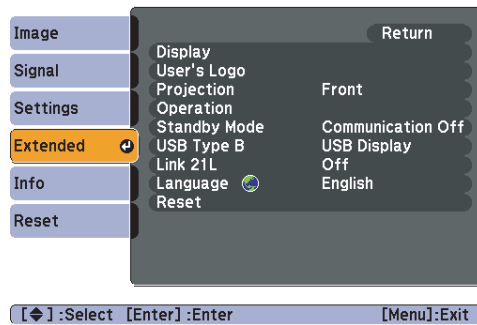 Image
Signal
Settings
Extended
Info
Reset
Return
Display
User's Logo
Projection Front
Operation
Standby Mode Communication Off
USB Type B USB Display
Link 21L Off
Language English
Reset
[◆] :Select [Enter] :Enter [Menu]:Exit